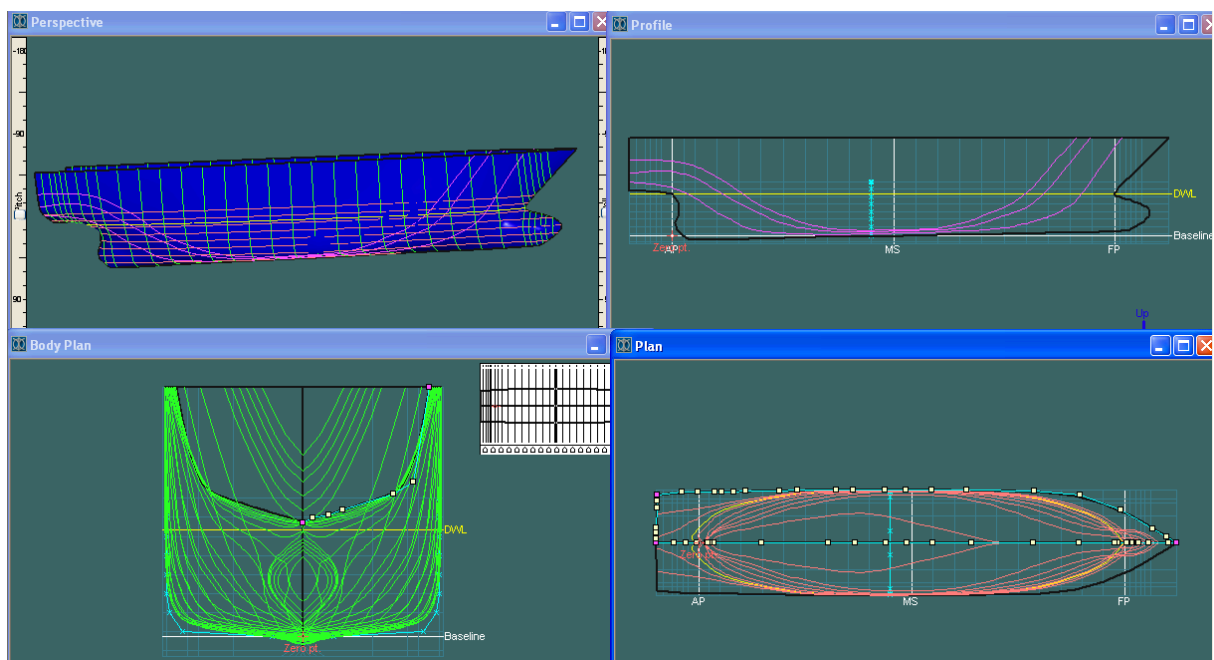 Perspective
-180
-90
Pitch
90
Profile
DWL
Baseline
Zero pt.
AP
MS
FP
Up
Body Plan
DWL
Baseline
Zero pt.
Plan
Zero pt.
AP
MS
FP